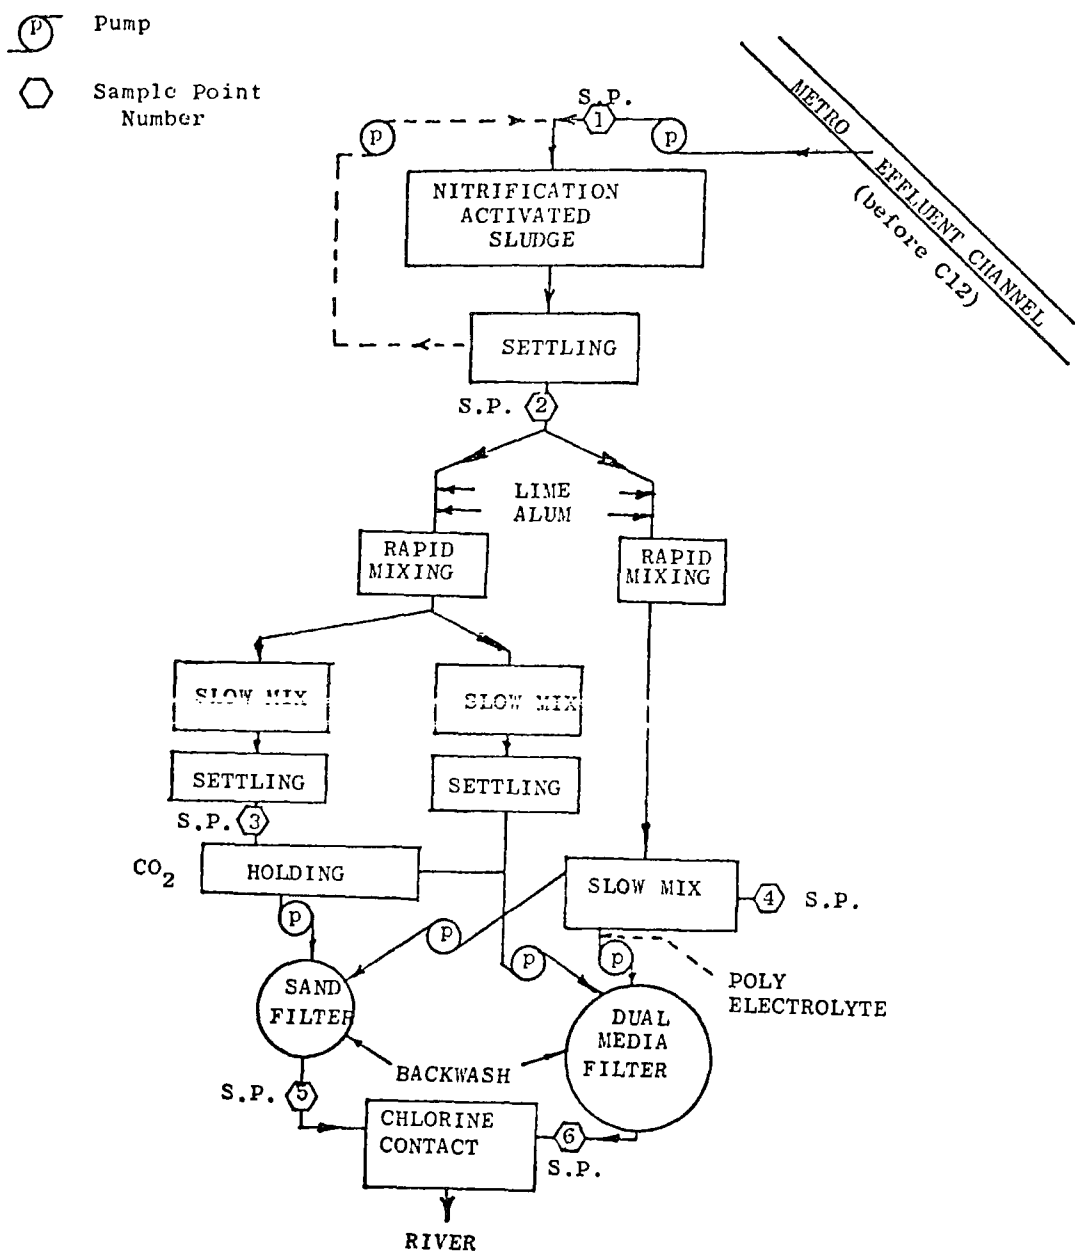 p Pump
Sample Point
Number
S.P.
1
p
p
METRO EFFLUENT CHANNEL
(before C12)
NITRIFICATION
ACTIVATED
SLUDGE
SETTLING
S.P. 2
LIME
ALUM
RAPID
MIXING
RAPID
MIXING
SLOW MIX
SLOW MIX
SETTLING
SETTLING
S.P. 3
CO2
HOLDING
SLOW MIX
4 S.P.
p
p
p
p
POLY
ELECTROLYTE
SAND
FILTER
DUAL
MEDIA
FILTER
BACKWASH
S.P. 5
CHLORINE
CONTACT
6
S.P.
RIVER